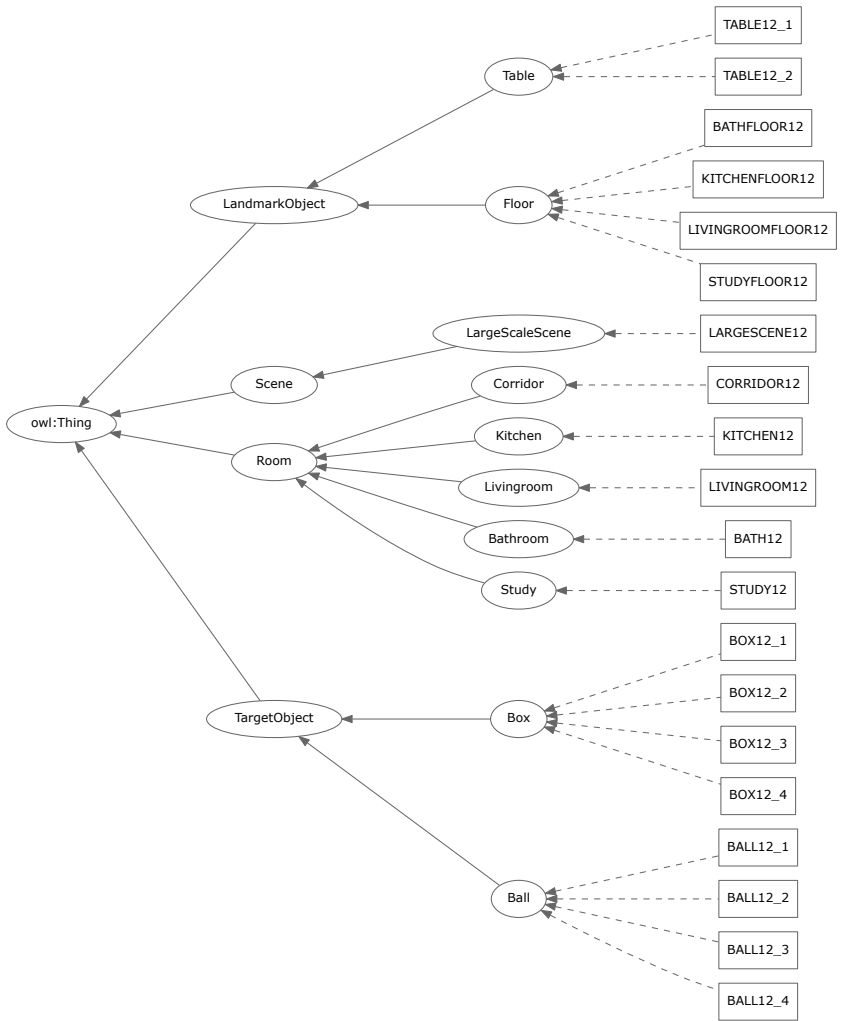 TABLE12_1
Table
TABLE12_2
BATHFLOOR12
KITCHENFLOOR12
LandmarkObject
Floor
LIVINGROOMFLOOR12
STUDYFLOOR12
LargeScaleScene
LARGESCENE12
Scene
Corridor
CORRIDOR12
owl:Thing
Kitchen
KITCHEN12
Room
Livingroom
LIVINGROOM12
Bathroom
BATH12
Study
STUDY12
BOX12_1
BOX12_2
TargetObject
Box
BOX12_3
BOX12_4
BALL12_1
Ball
BALL12_2
BALL12_3
BALL12_4